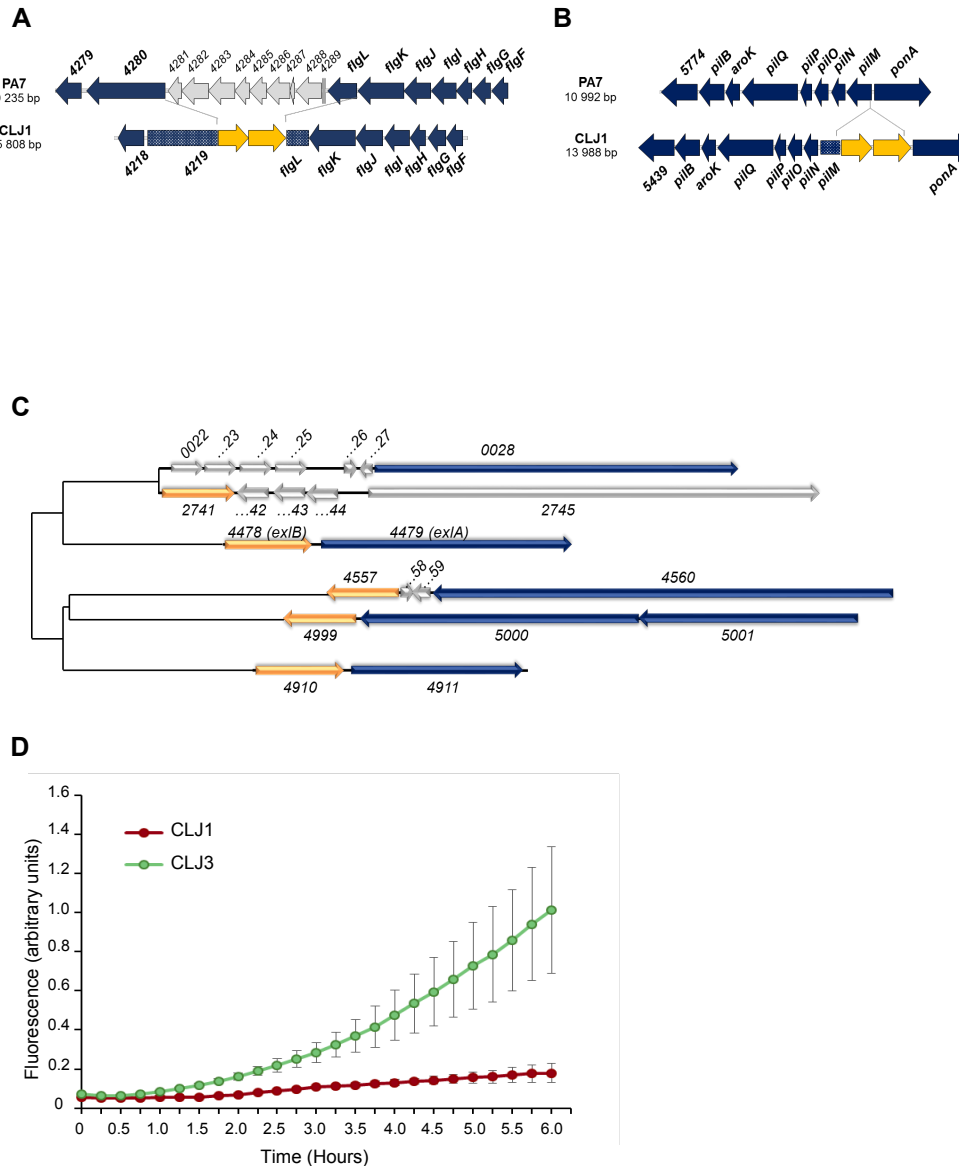 A
B
4279 4280 4281 4282 4283 4284 4285 4286 4287 4288 4289 flgL flgK flgJ flgI flgH flgG flgF
PA7
235 bp
CLJ1
5 808 bp
4218 4219 flgL flgK flgJ flgI flgH flgG flgF
5774 pilB aroK pilQ pilP pilO pilN pilM ponA
PA7
10 992 bp
CLJ1
13 988 bp
5439 pilB aroK pilQ pilP pilO pilN pilM ponA
C
0022 ...23 ...24 ...25 ...26 ...27 0028
2741 ...42 ...43 ...44 2745
4478 (exlB) 4479 (exlA)
4557 ...58 ...59 4560
4999 5000 5001
4910 4911
D
1.6
1.4
1.2
1.0
0.8
0.6
0.4
0.2
0
Fluorescence (arbitrary units)
CLJ1
CLJ3
0 0.5 1.0 1.5 2.0 2.5 3.0 3.5 4.0 4.5 5.0 5.5 6.0
Time (Hours)